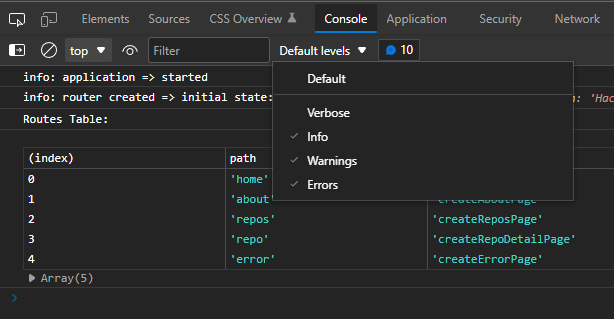 Elements Sources CSS Overview Console Application Security Network
top Filter Default levels 10
info: application => started
info: router created => initial state: 'Hac
Routes Table:
Default
Verbose
Info
Warnings
Errors
(index) path
0 'home'
1 'about' 'createAboutPage'
2 'repos' 'createReposPage'
3 'repo' 'createRepoDetailPage'
4 'error' 'createErrorPage'
Array(5)